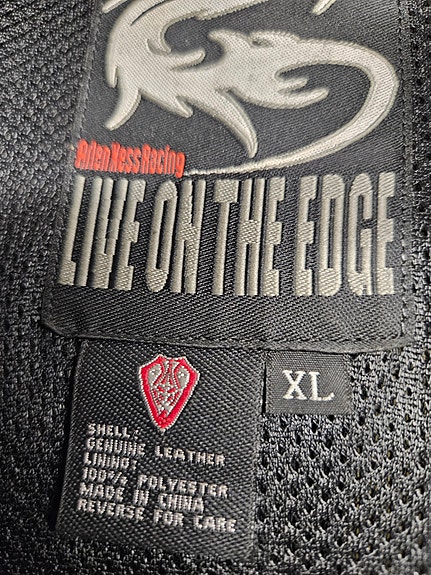 Arlen Ness Racing
LIVE ON THE EDGE
XL
SHELL:
GENUINE LEATHER
LINING:
100% POLYESTER
MADE IN CHINA
REVERSE FOR CARE